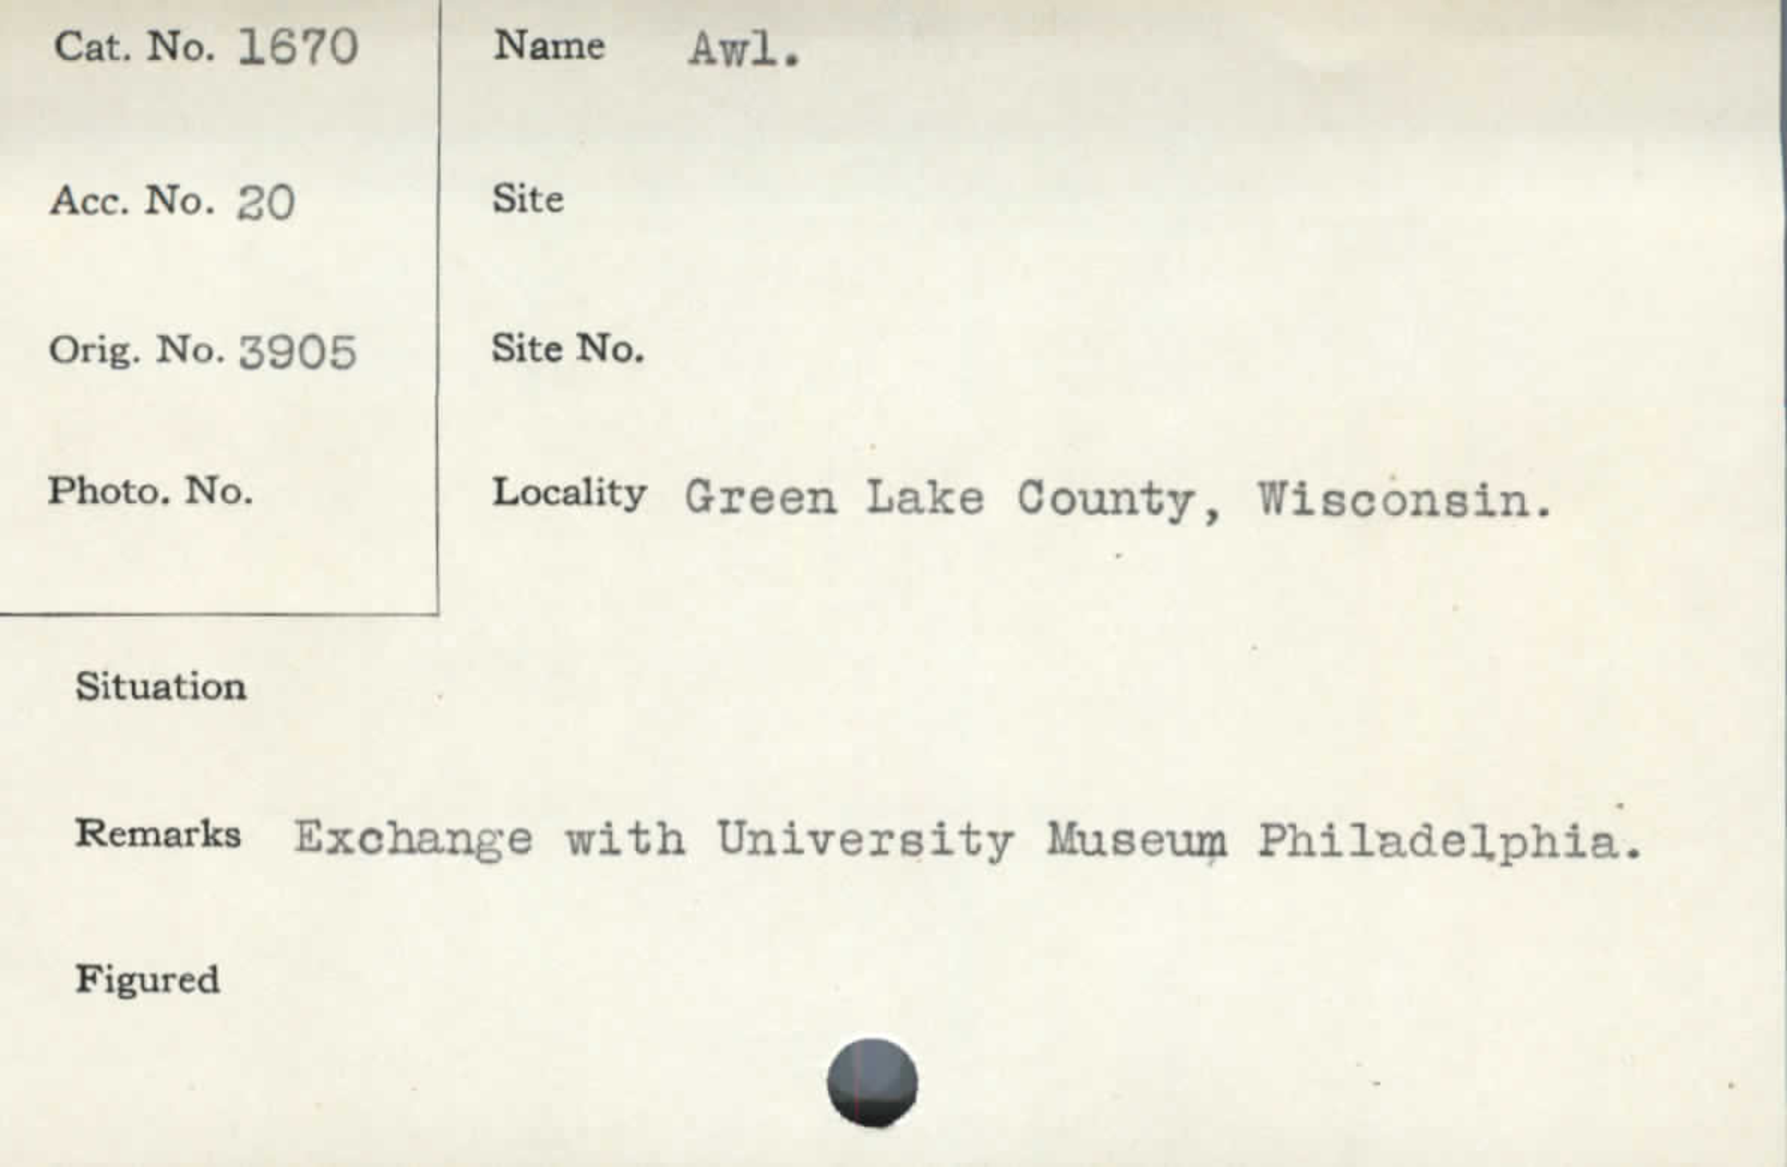 Cat. No. 1670
Name Awl.
Acc. No. 20
Site
Orig. No. 3905
Site No.
Photo. No.
Locality Green Lake County, Wisconsin.
Situation
Remarks Exchange with University Museum Philadelphia.
Figured